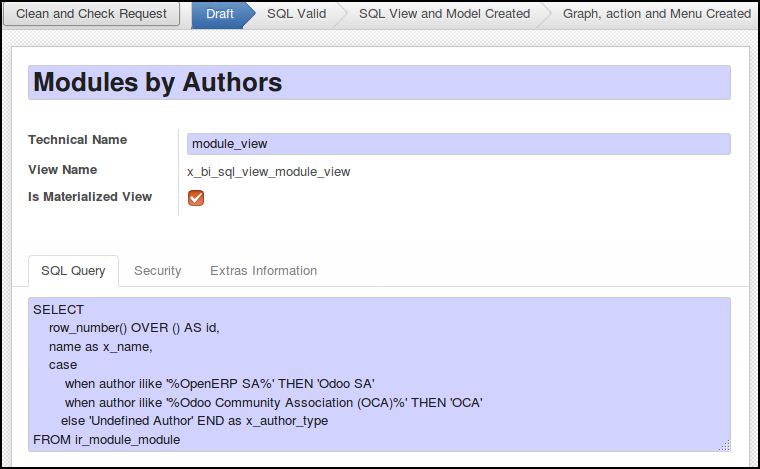 Clean and Check Request Draft SQL Valid SQL View and Model Created Graph, action and Menu Created
Modules by Authors
Technical Name module_view
View Name x_bi_sql_view_module_view
Is Materialized View
SQL Query Security Extras Information
SELECT
row_number() OVER () AS id,
name as x_name,
case
when author ilike '%OpenERP SA%' THEN 'Odoo SA'
when author ilike '%Odoo Community Association (OCA)%' THEN 'OCA'
else 'Undefined Author' END as x_author_type
FROM ir_module_module